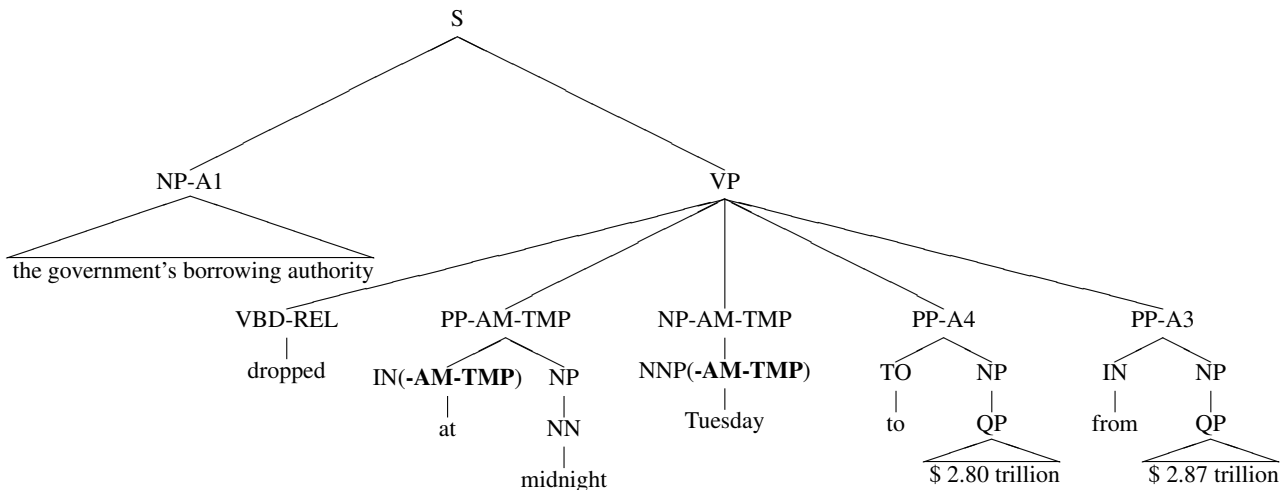 S
NP-A1 VP
the government's borrowing authority
VBD-REL PP-AM-TMP NP-AM-TMP PP-A4 PP-A3
dropped IN(-AM-TMP) NP NNP(-AM-TMP) TO NP IN NP
at NN Tuesday to QP from QP
midnight $ 2.80 trillion $ 2.87 trillion